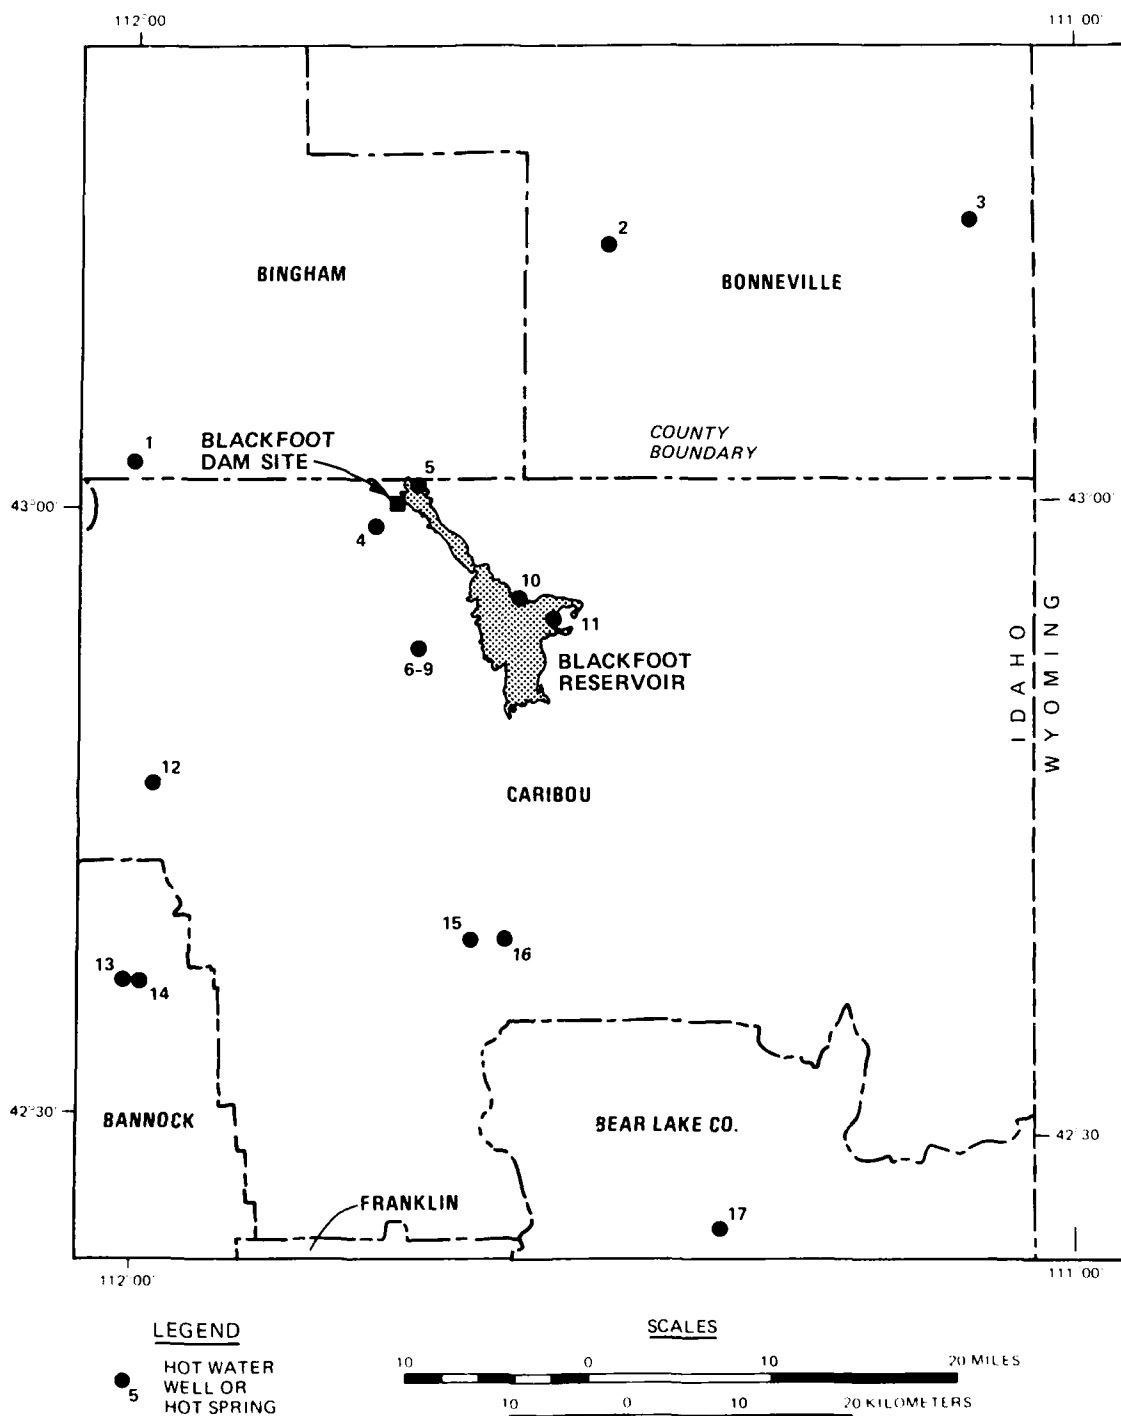 112°00'
111 00'
3
2
BINGHAM
BONNEVILLE
1
BLACKFOOT
DAM SITE
COUNTY
BOUNDARY
5
43°00'
43°00'
4
10
11
IDAHO
WYOMING
6-9
BLACKFOOT
RESERVOIR
12
CARIBOU
15
16
13
14
42°30'
BANNOCK
BEAR LAKE CO.
42°30
FRANKLIN
17
112°00'
111 00'
LEGEND
5
HOT WATER
WELL OR
HOT SPRING
SCALES
10 0 10 20 MILES
10 0 10 20 KILOMETERS